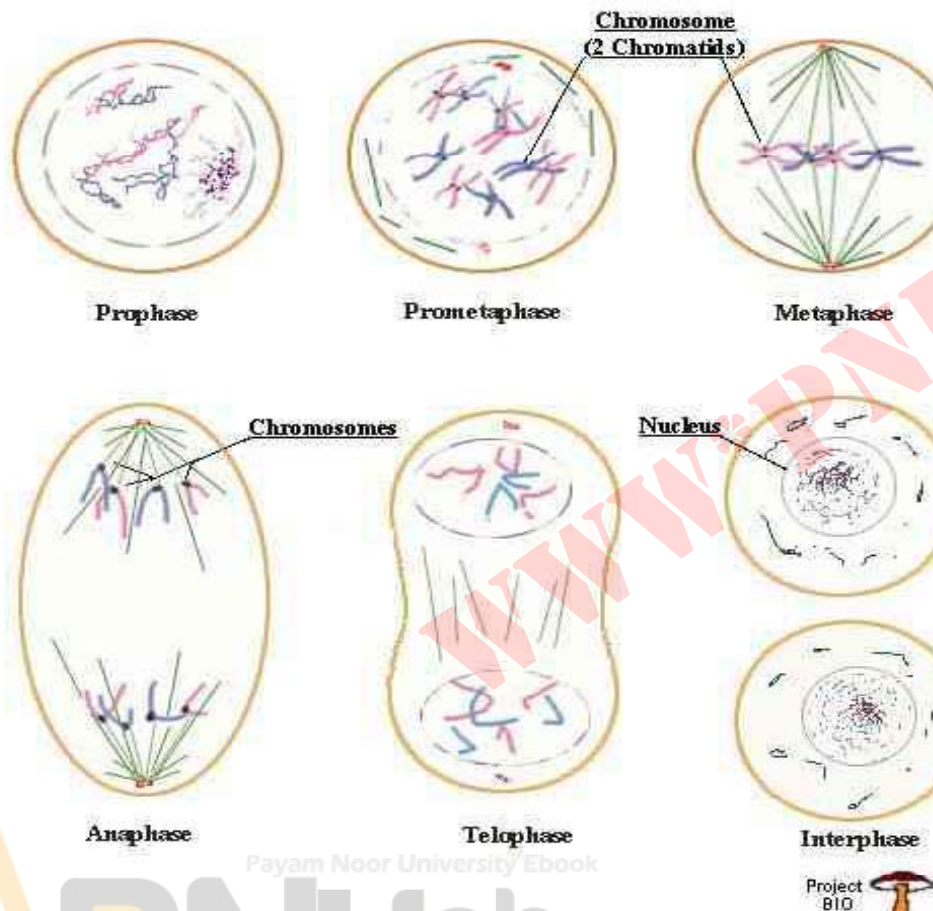 Chromosome
(2 Chromatids)
Prophase
Prometaphase
Metaphase
Chromosomes
Nucleus
Anaphase
Telophase
Interphase
Payam Noor University Ebook
Project
BIO